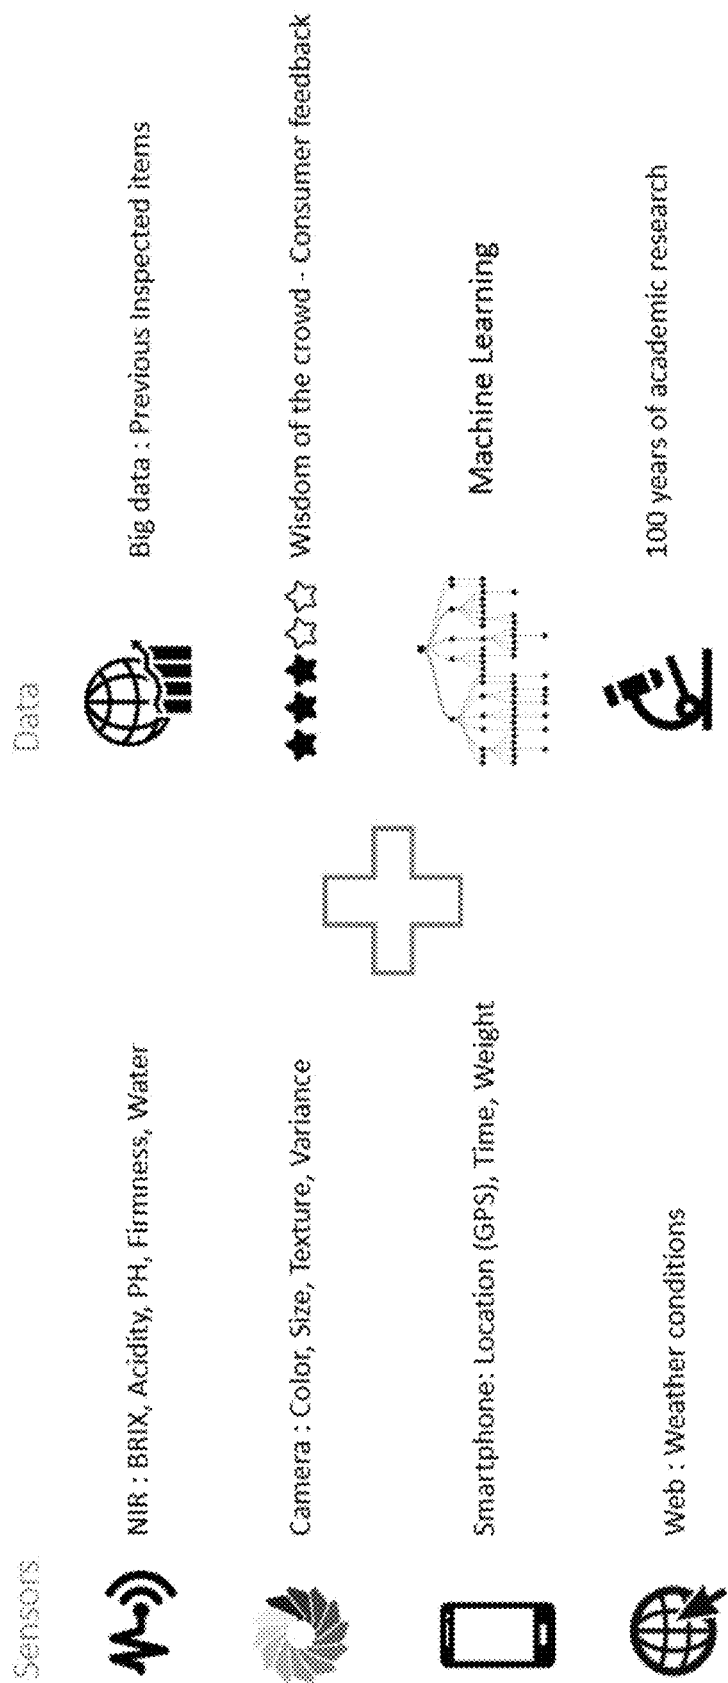 Sensors
NIR : BRIX, Acidity, PH, Firmness, Water
Camera : Color, Size, Texture, Variance
Smartphone: Location (GPS), Time, Weight
Web : Weather conditions
Data
Big data : Previous inspected items
Wisdom of the crowd - Consumer feedback
Machine Learning
100 years of academic research